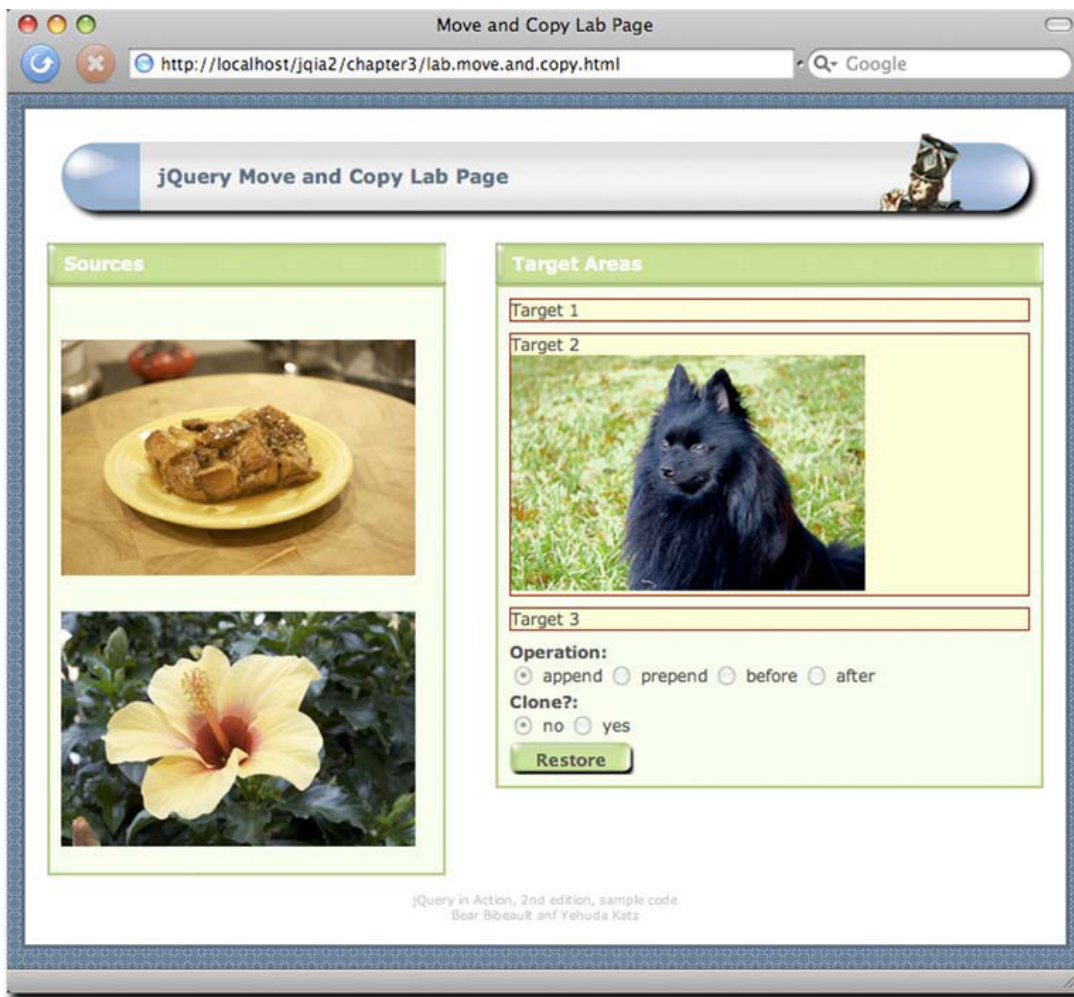 Move and Copy Lab Page
http://localhost/jqia2/chapter3/lab.move.and.copy.html
Google
jQuery Move and Copy Lab Page
Sources
Target Areas
Target 1
Target 2
Target 3
Operation:
append prepend before after
Clone?:
no yes
Restore
jQuery in Action, 2nd edition, sample code
Bear Bibeault anf Yehuda Katz